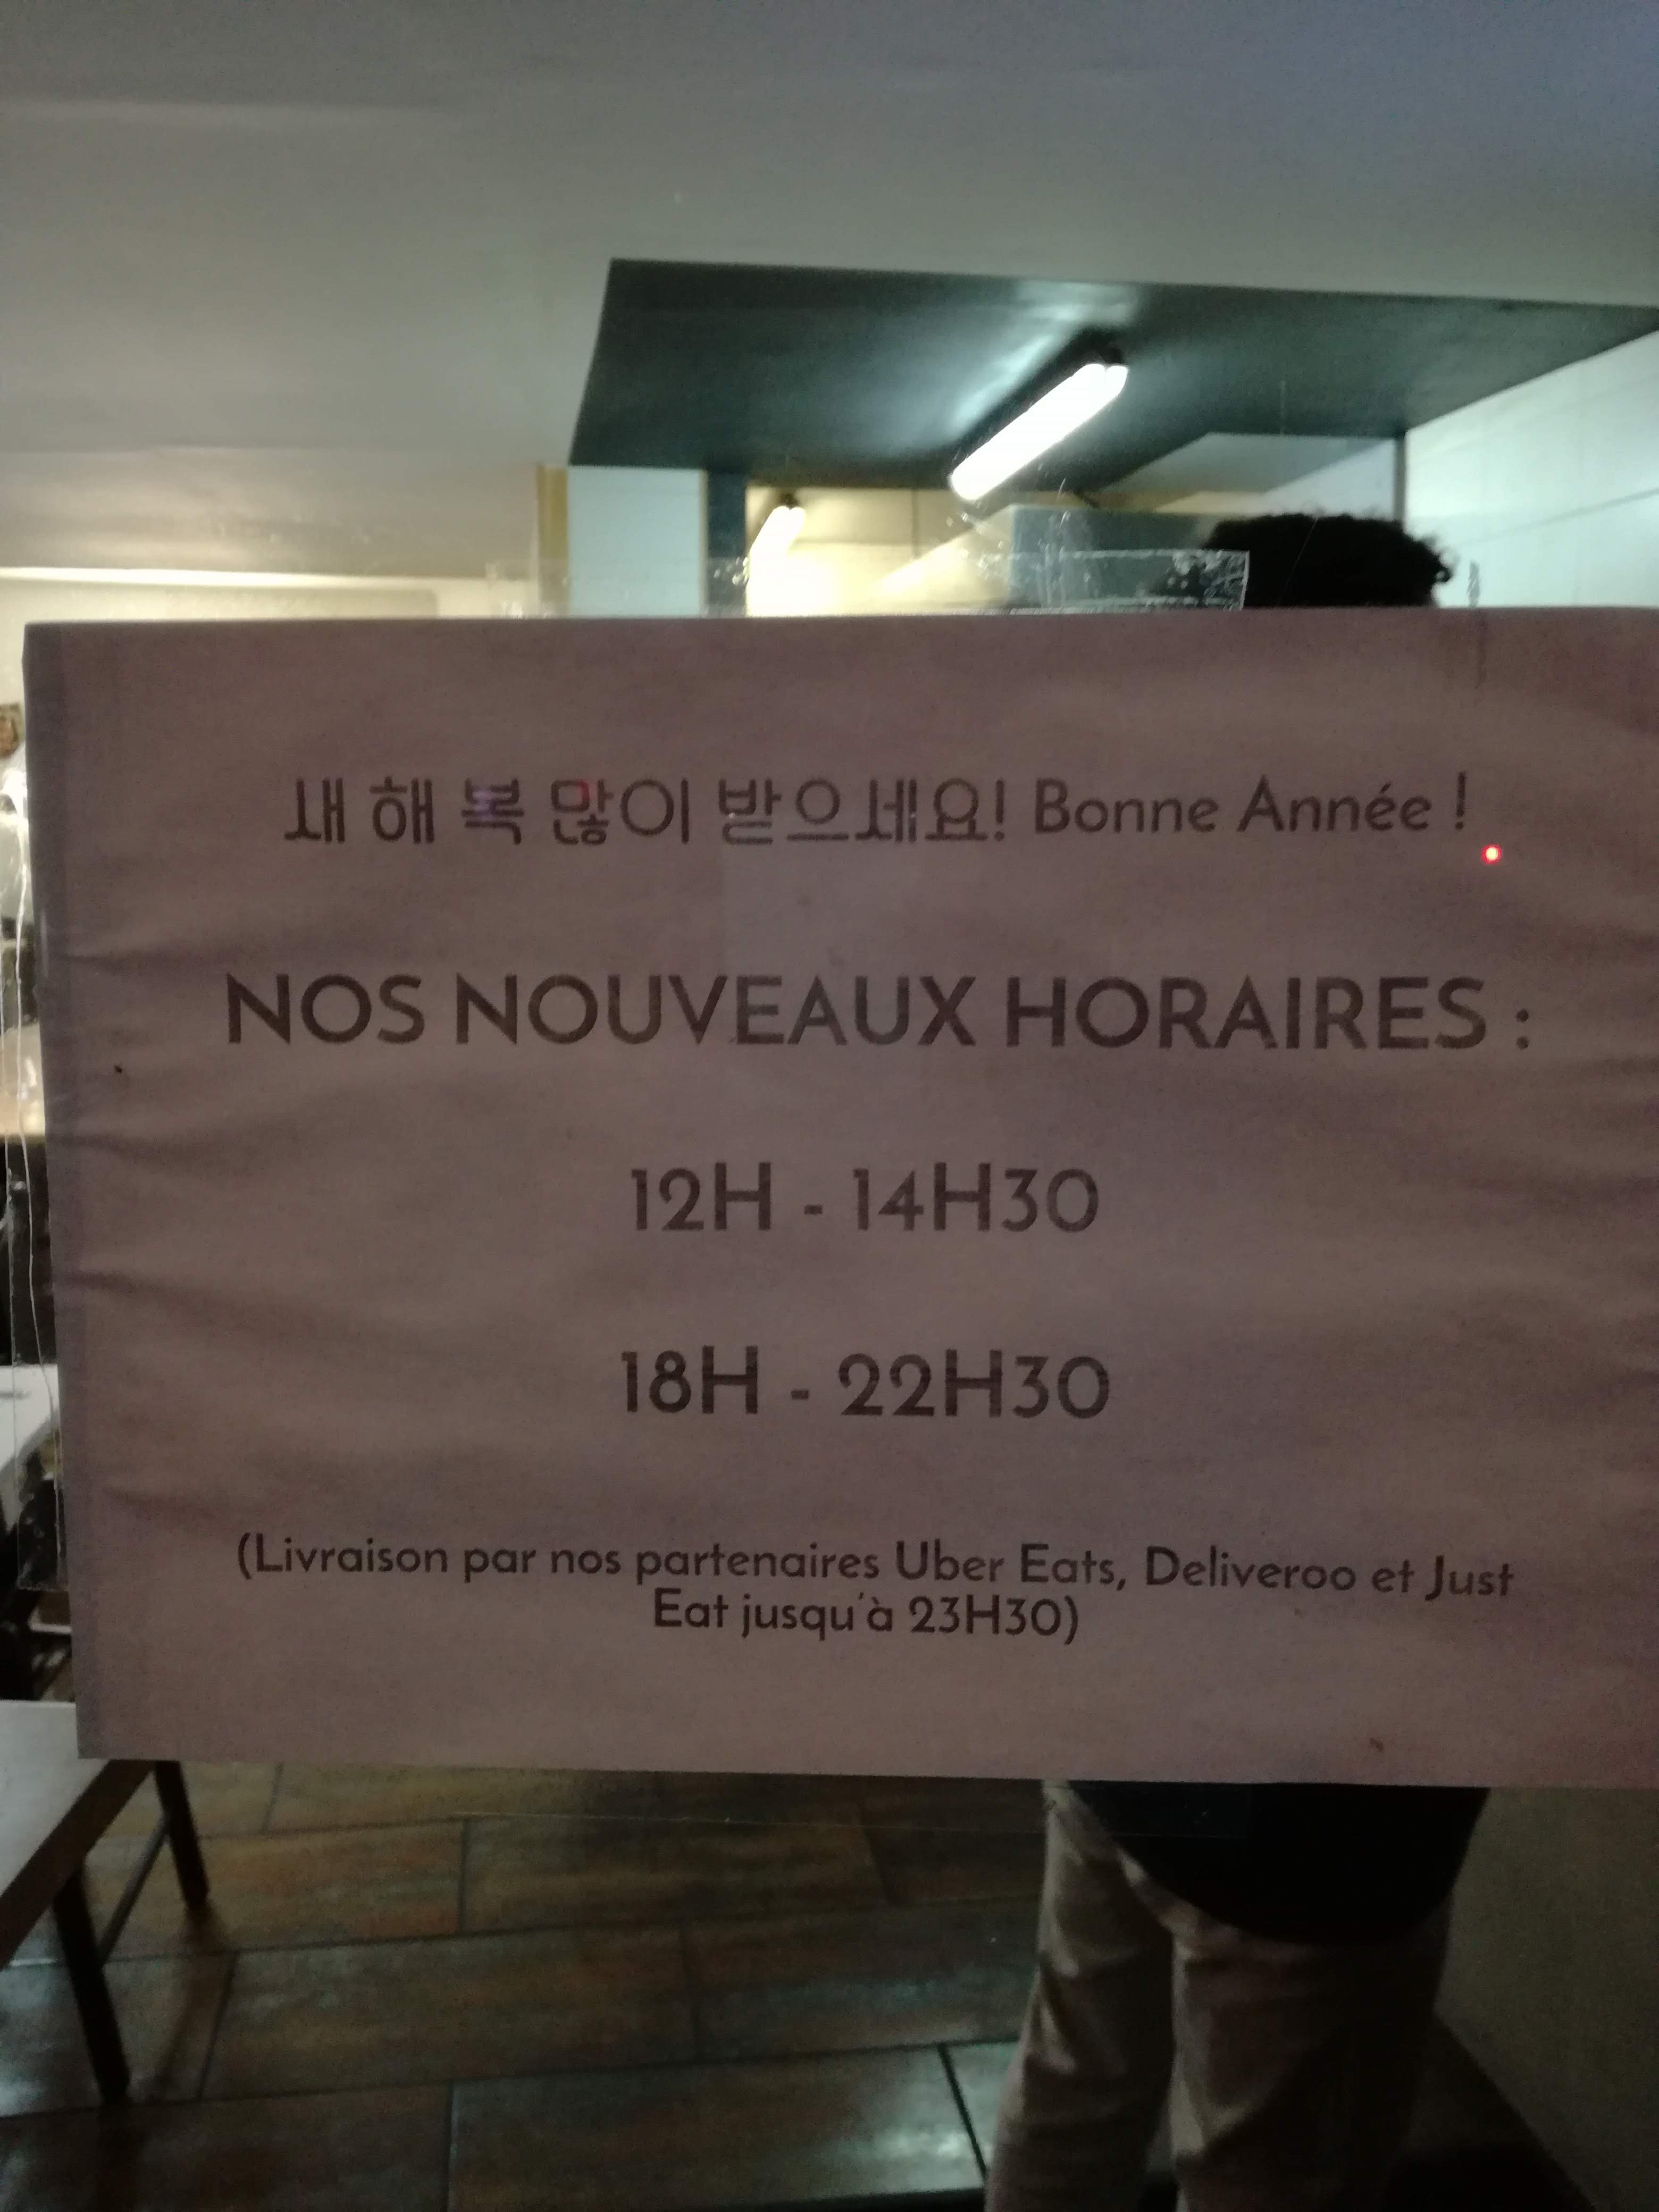 새 해 복 많이 받으세요! Bonne Année !
NOS NOUVEAUX HORAIRES :
12H - 14H30
18H - 22H30
(Livraison par nos partenaires Uber Eats, Deliveroo et Just
Eat jusqu'à 23H30)